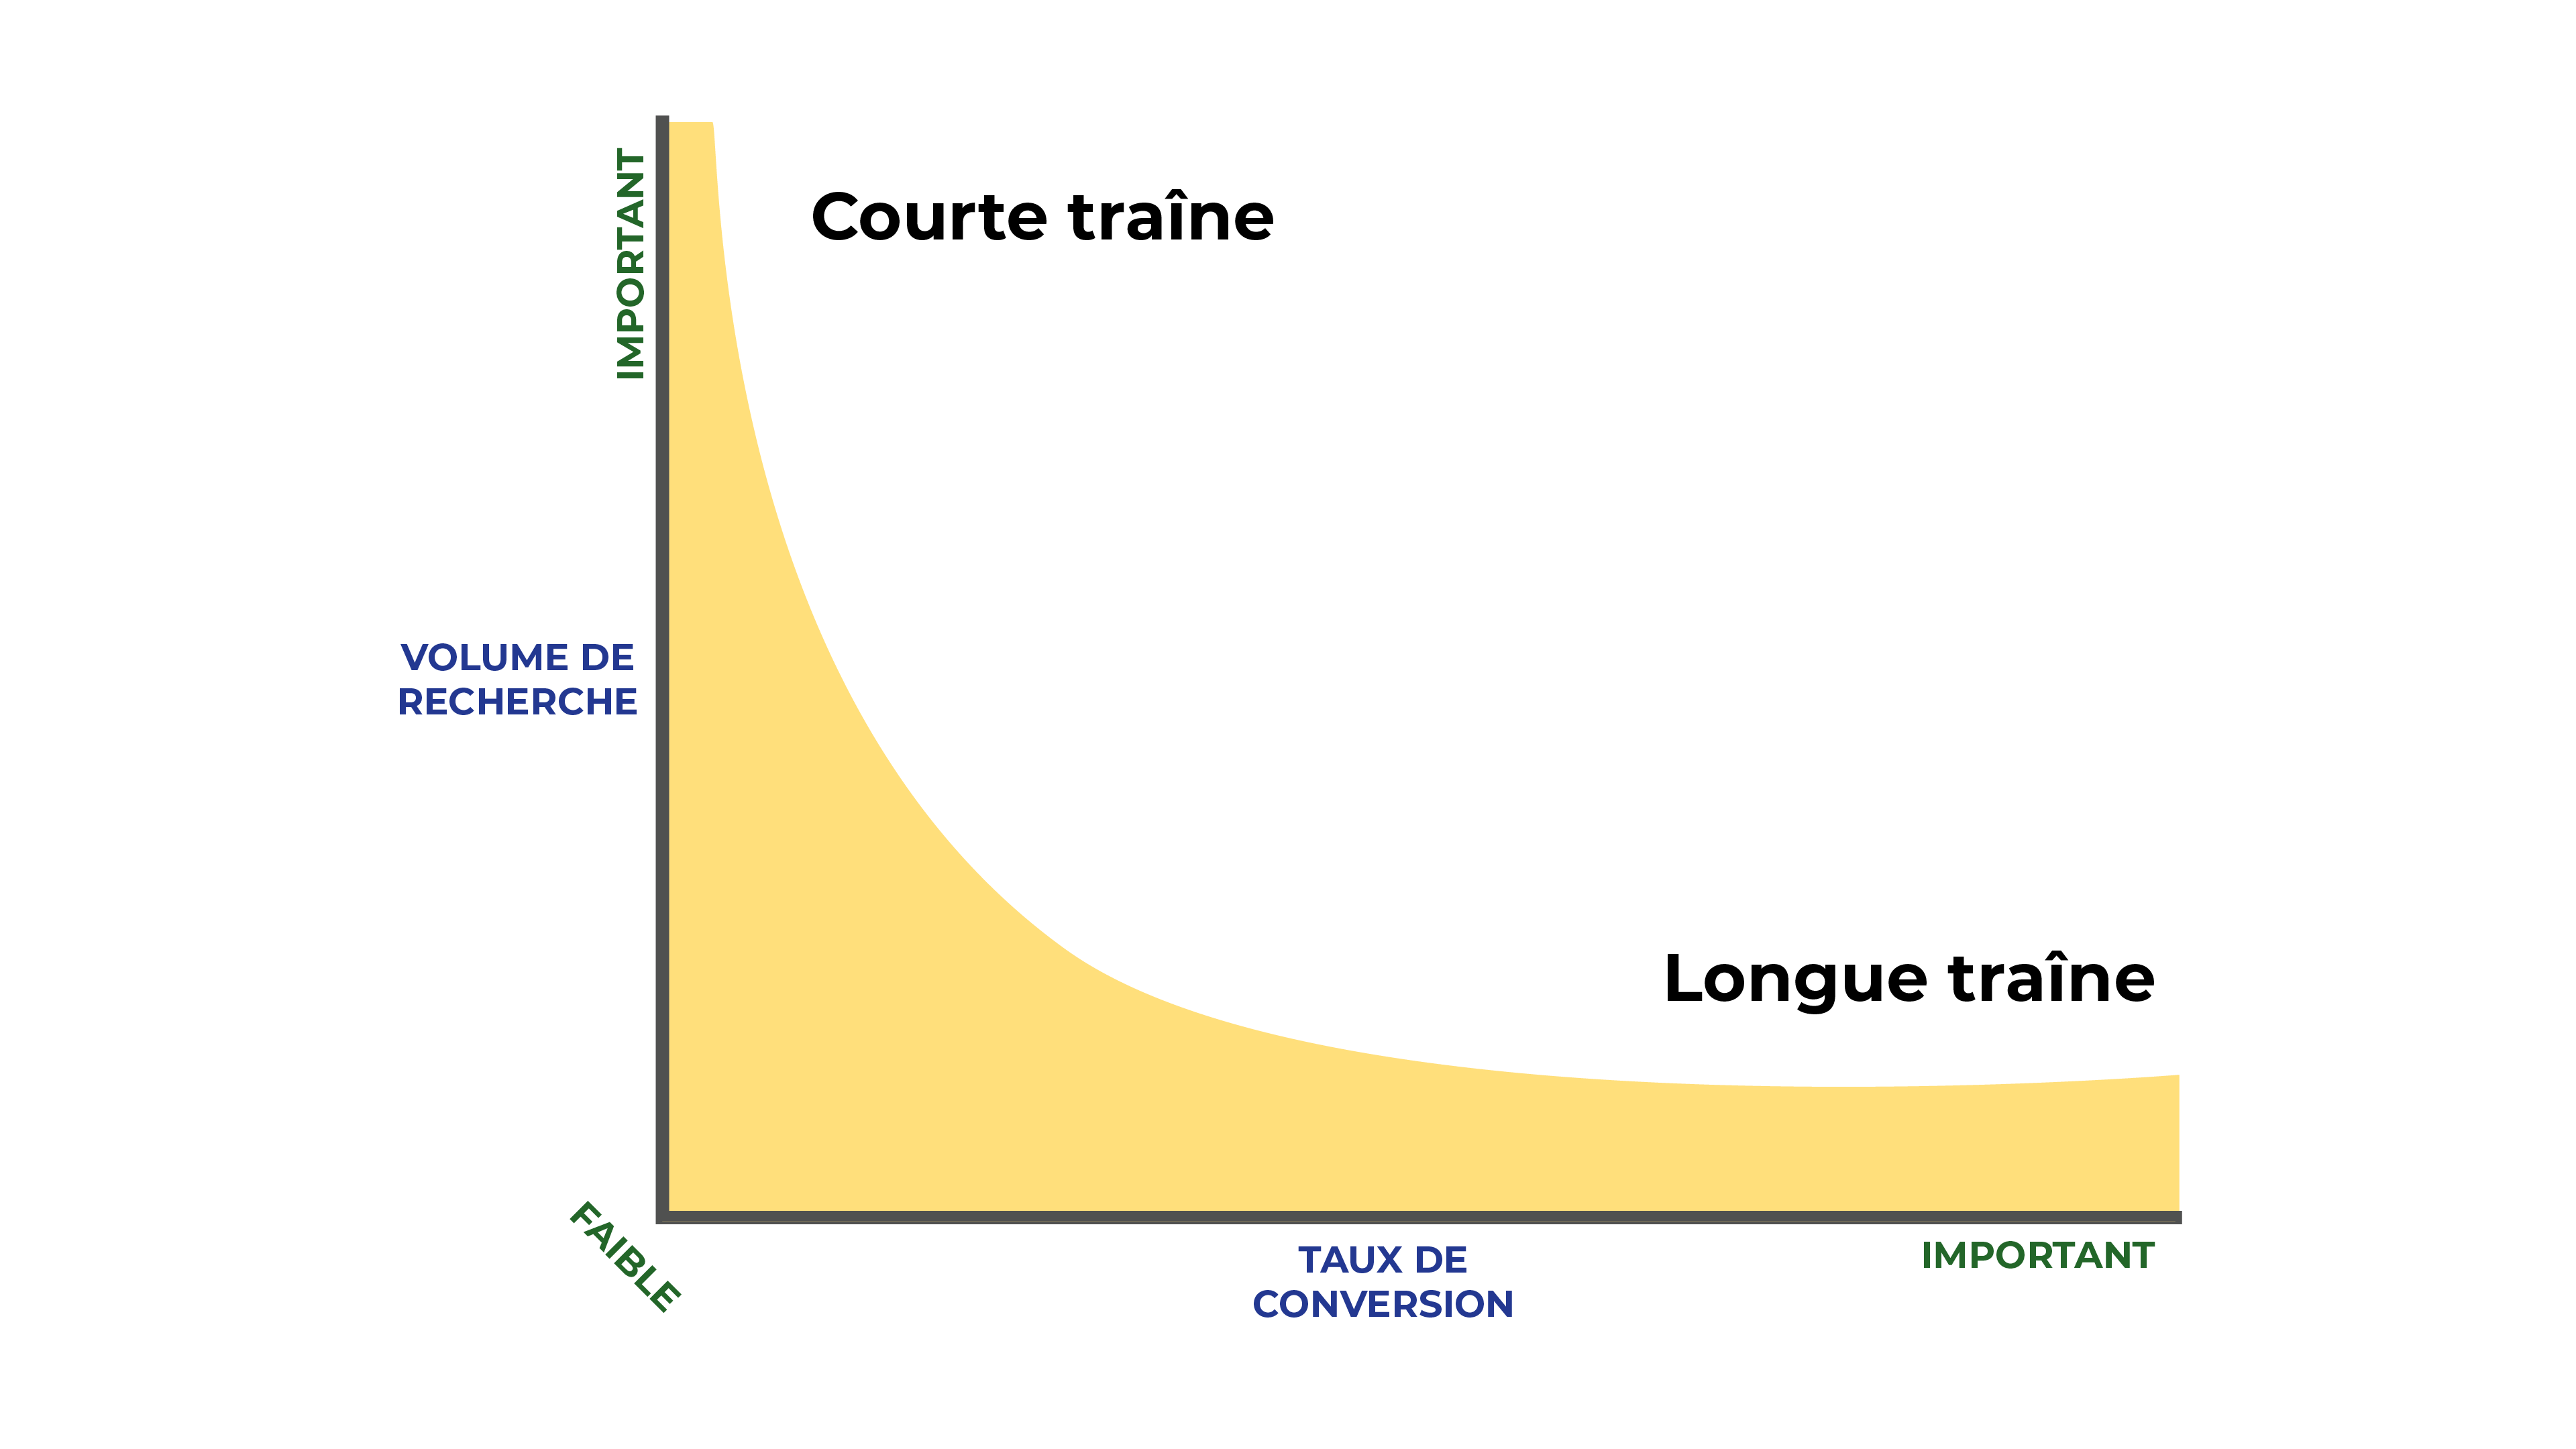 IMPORTANT
Courte traîne
VOLUME DE
RECHERCHE
Longue traîne
FAIBLE
TAUX DE
CONVERSION
IMPORTANT